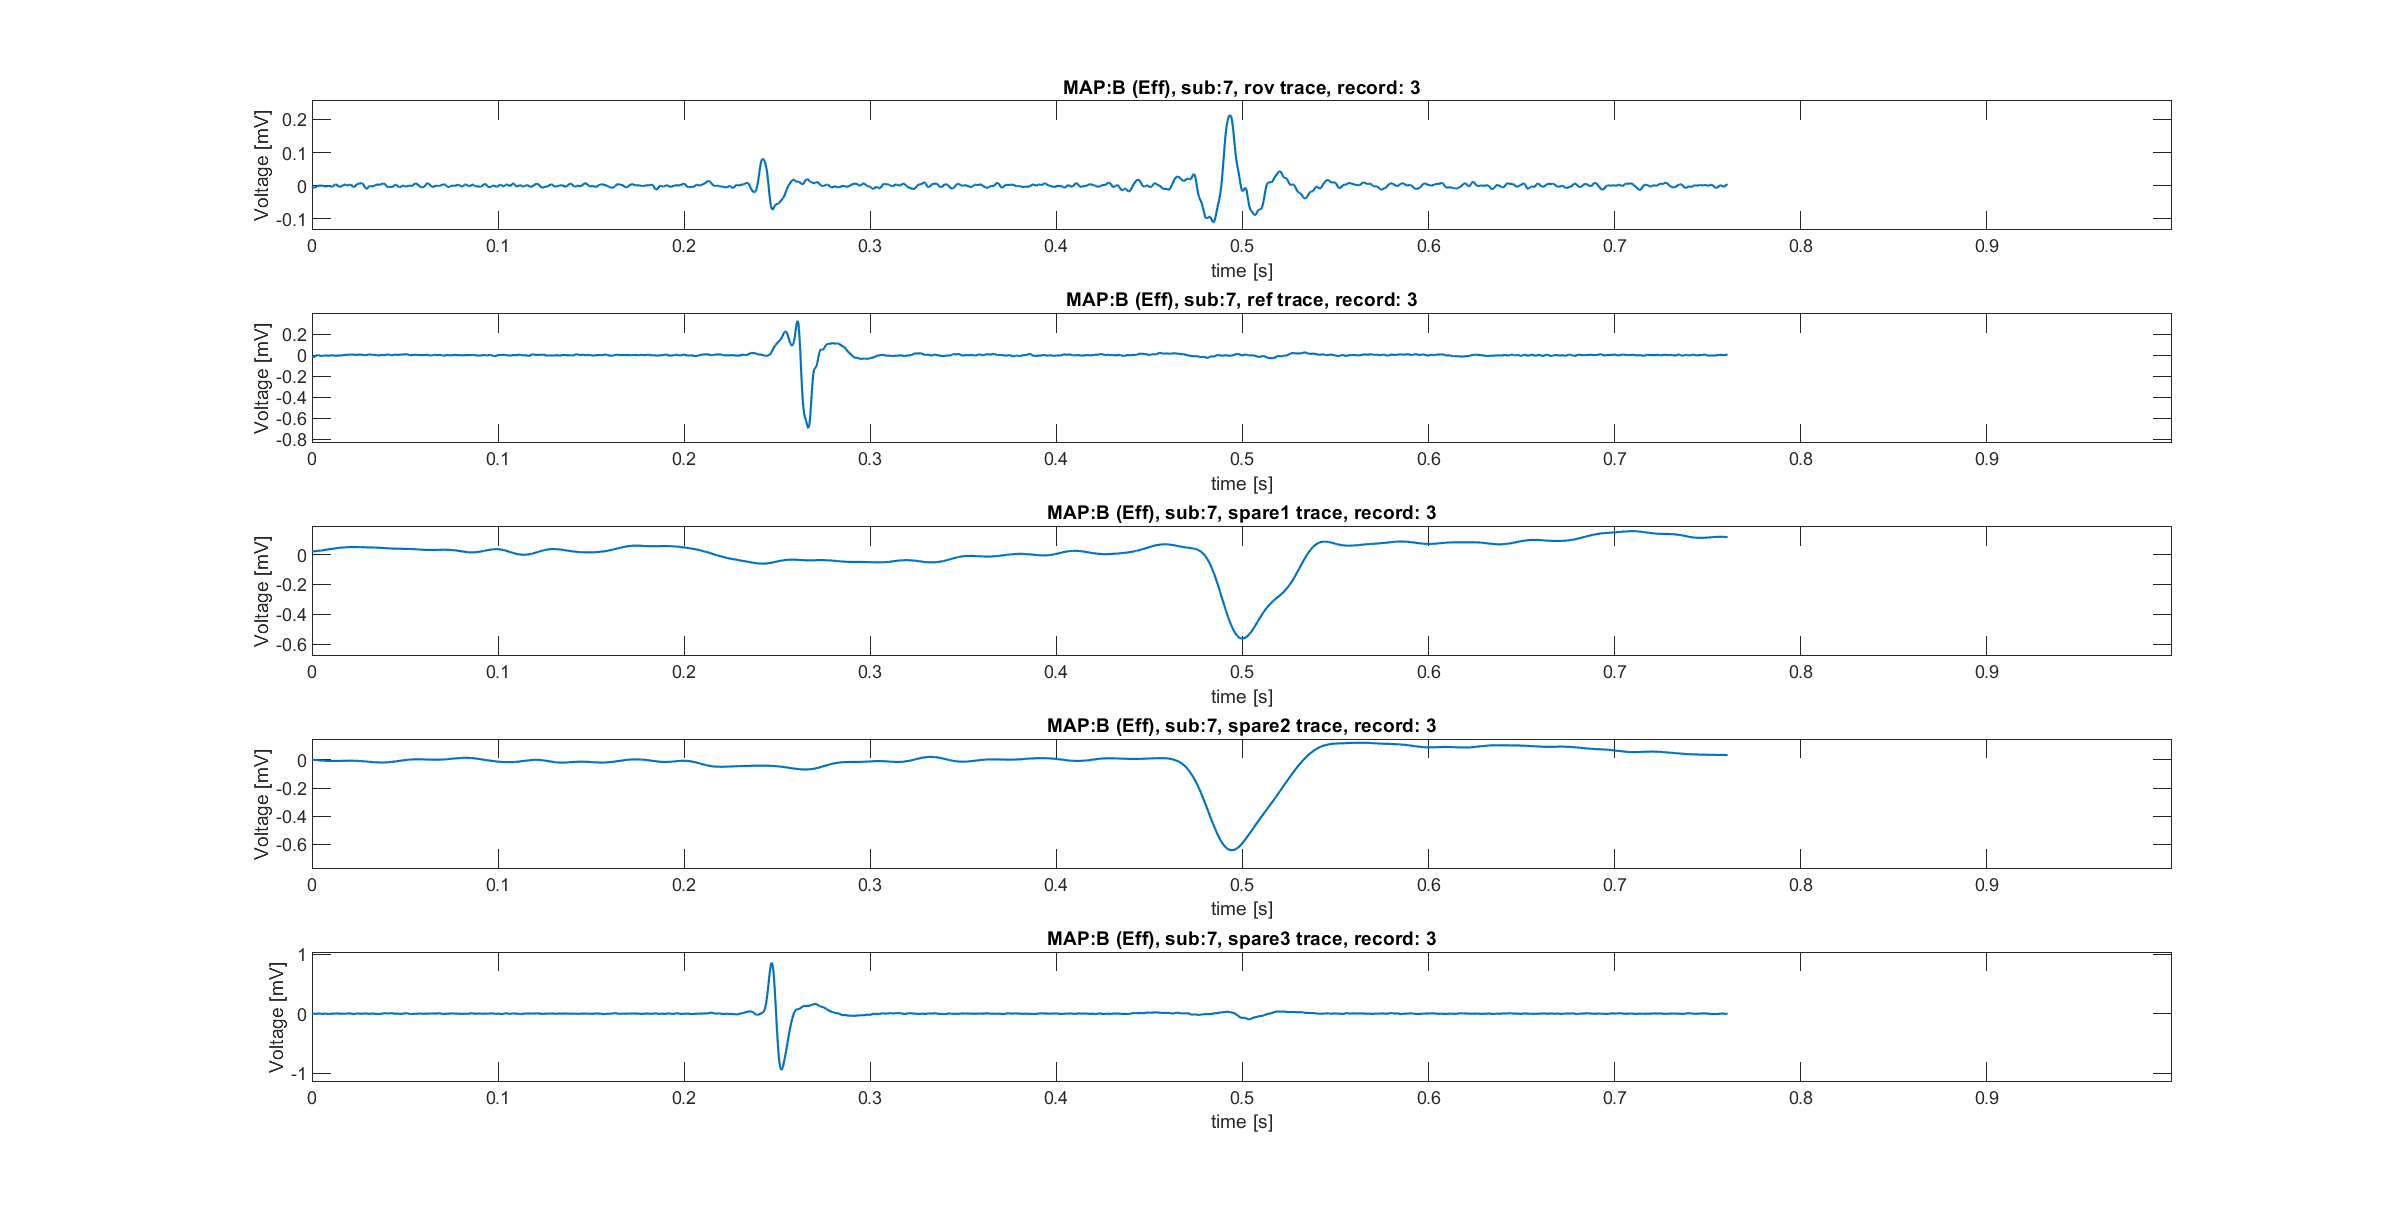 MAP:B (Eff), sub:7, rov trace, record: 3
Voltage [mV]
0.2
0.1
0
-0.1
0 0.1 0.2 0.3 0.4 0.5 0.6 0.7 0.8 0.9
time [s]
MAP:B (Eff), sub:7, ref trace, record: 3
Voltage [mV]
0.2
0
-0.2
-0.4
-0.6
-0.8
0 0.1 0.2 0.3 0.4 0.5 0.6 0.7 0.8 0.9
time [s]
MAP:B (Eff), sub:7, spare1 trace, record: 3
Voltage [mV]
0
-0.2
-0.4
-0.6
0 0.1 0.2 0.3 0.4 0.5 0.6 0.7 0.8 0.9
time [s]
MAP:B (Eff), sub:7, spare2 trace, record: 3
Voltage [mV]
0
-0.2
-0.4
-0.6
0 0.1 0.2 0.3 0.4 0.5 0.6 0.7 0.8 0.9
time [s]
MAP:B (Eff), sub:7, spare3 trace, record: 3
Voltage [mV]
1
0
-1
0 0.1 0.2 0.3 0.4 0.5 0.6 0.7 0.8 0.9
time [s]